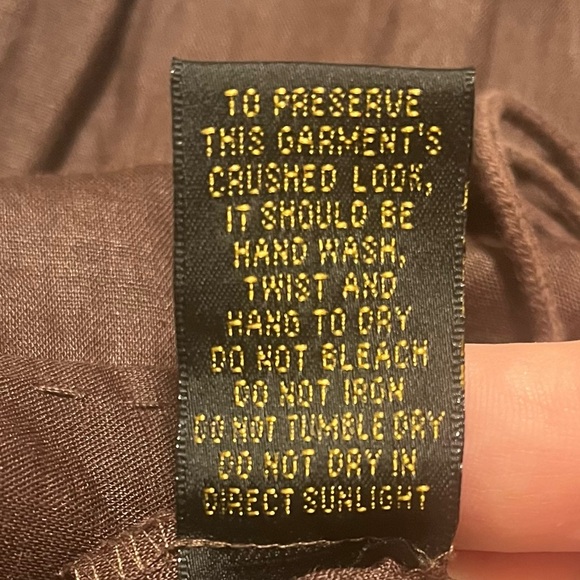 TO PRESERVE
THIS GARMENT'S
CRUSHED LOOK,
IT SHOULD BE
HAND WASH,
TWIST AND
HANG TO DRY
DO NOT BLEACH
DO NOT IRON
DO NOT TUMBLE DRY
DO NOT DRY IN
DIRECT SUNLIGHT